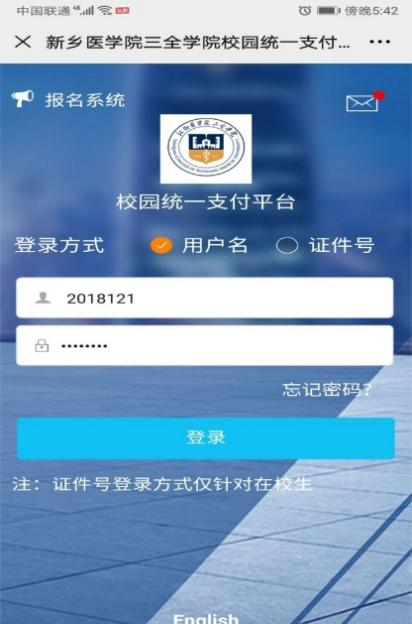 中国联通 4G 傍晚5:42
新乡医学院三全学院校园统一支付...
报名系统
校园统一支付平台
登录方式 用户名 证件号
2018121
••••••••
忘记密码?
登录
注：证件号登录方式仅针对在校生
English